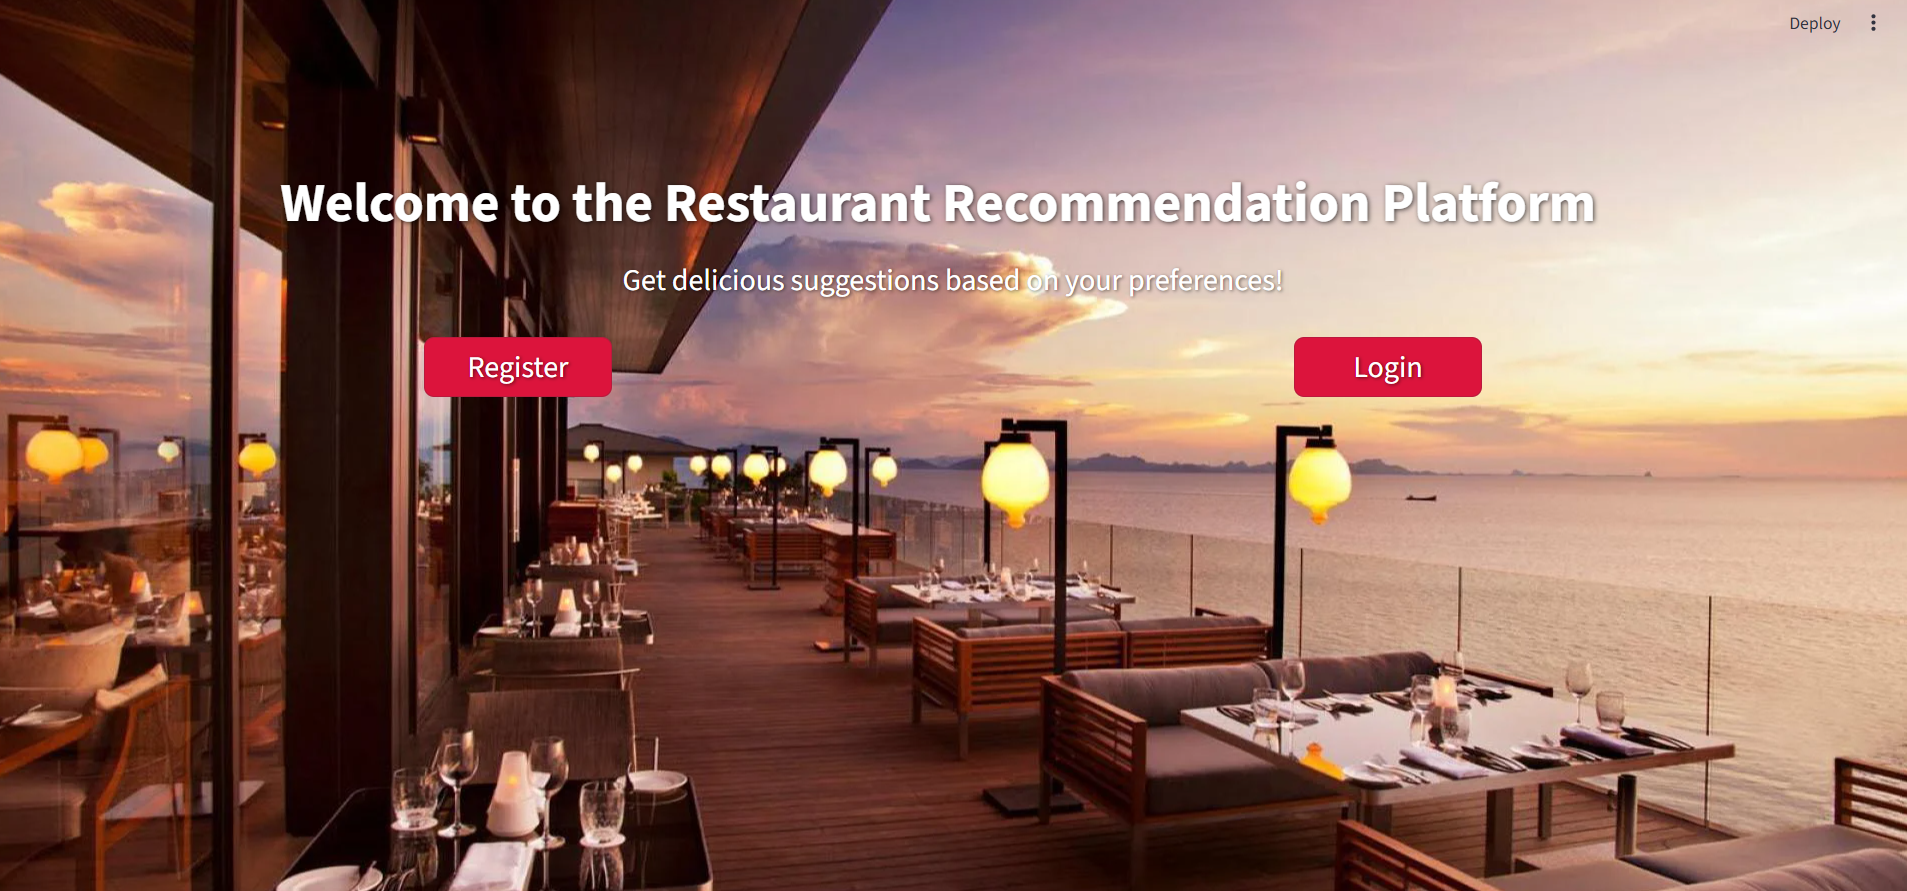 Deploy
Welcome to the Restaurant Recommendation Platform
Get delicious suggestions based on your preferences!
Register
Login